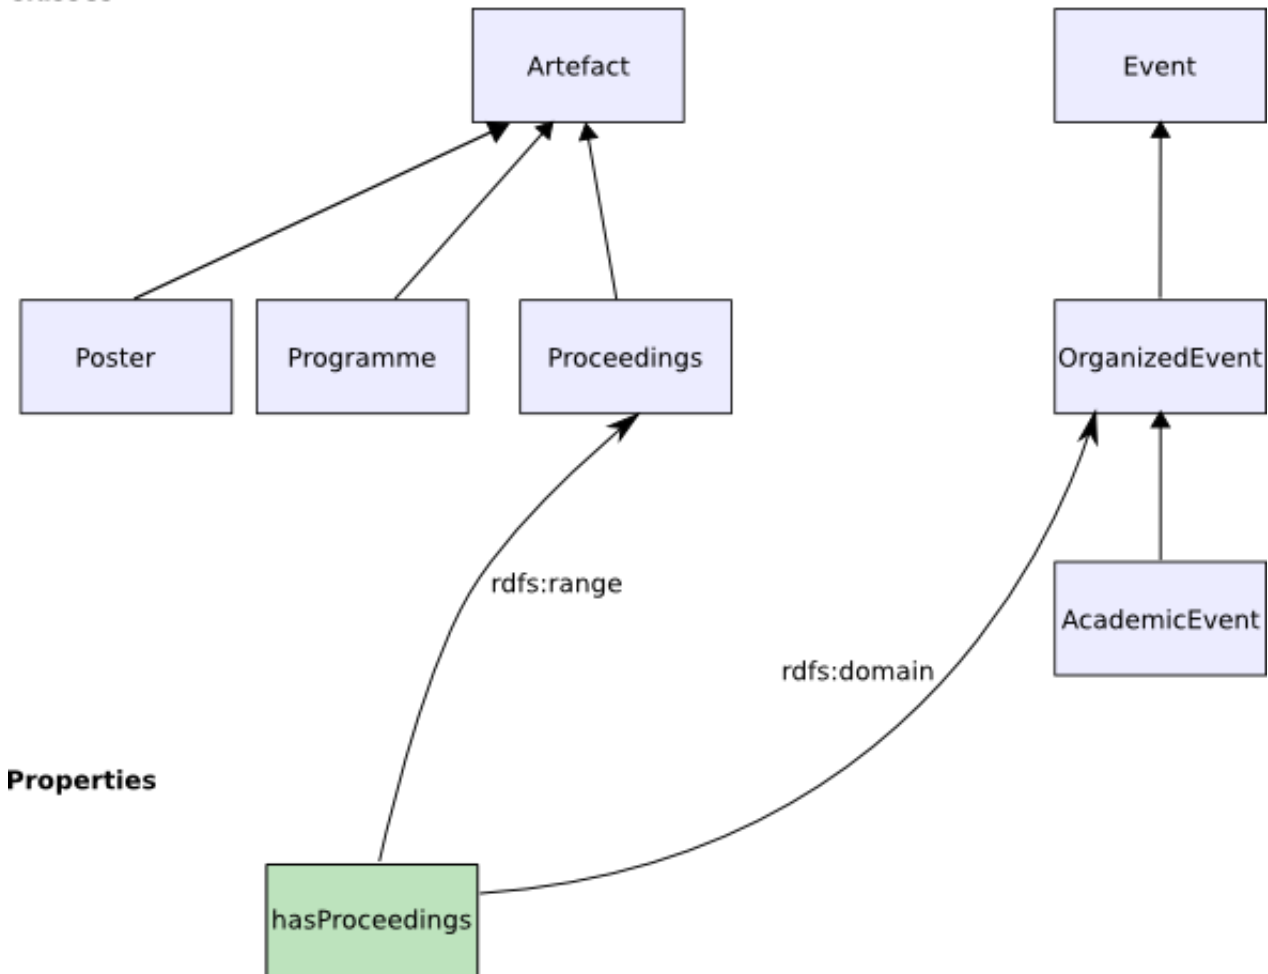 Artefact
Event
Poster
Programme
Proceedings
OrganizedEvent
rdfs:range
AcademicEvent
rdfs:domain
Properties
hasProceedings